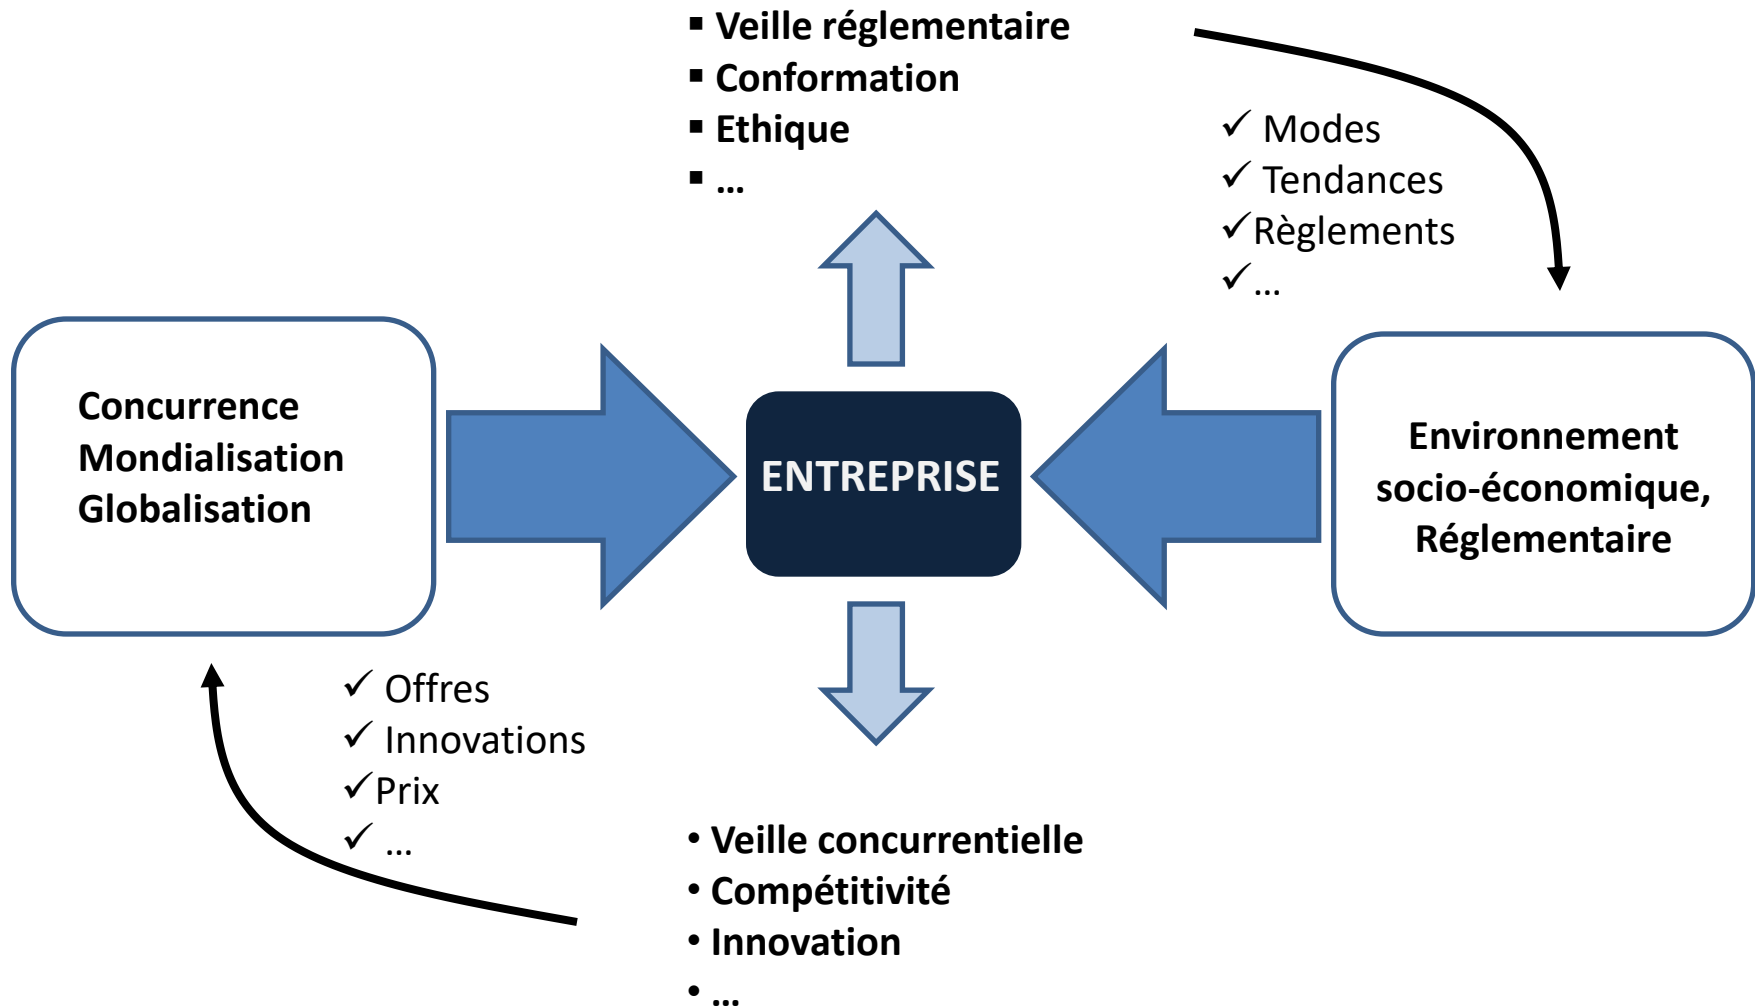 ▪ Veille réglementaire
▪ Conformation
▪ Ethique
▪ ...
✓ Modes
✓ Tendances
✓Règlements
✓...
Concurrence
Mondialisation
Globalisation
ENTREPRISE
Environnement
socio-économique,
Réglementaire
✓ Offres
✓ Innovations
✓Prix
✓ ...
• Veille concurrentielle
• Compétitivité
• Innovation
• ...